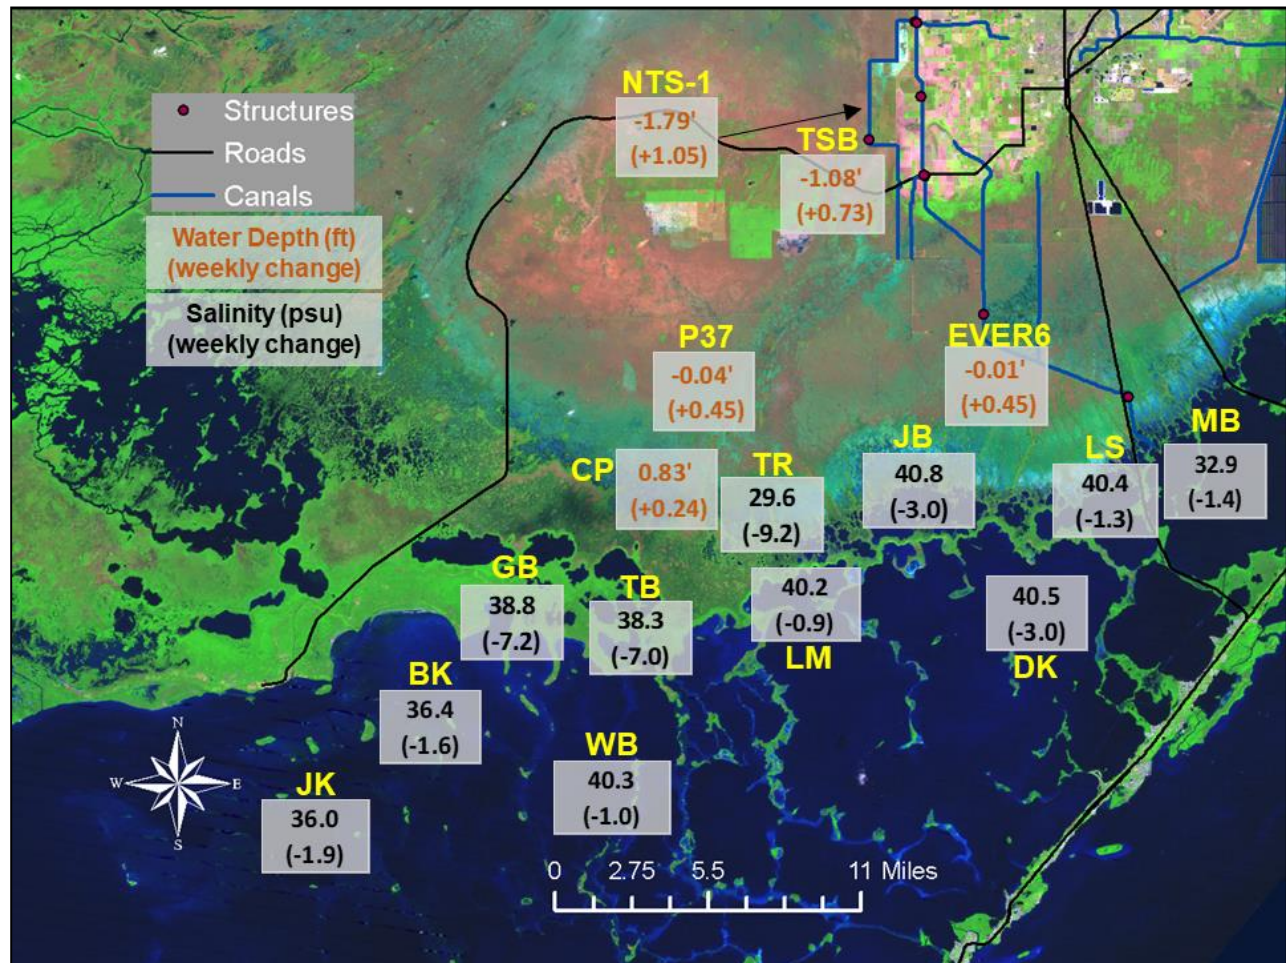 NTS-1
-1.79'
(+1.05)
TSB
-1.08'
(+0.73)
Structures
Roads
Canals
Water Depth (ft)
(weekly change)
Salinity (psu)
(weekly change)
P37
-0.04'
(+0.45)
EVER6
-0.01'
(+0.45)
MB
32.9
(-1.4)
JB
40.8
(-3.0)
LS
40.4
(-1.3)
CP
0.83'
(+0.24)
TR
29.6
(-9.2)
GB
38.8
(-7.2)
TB
38.3
(-7.0)
40.2
(-0.9)
LM
40.5
(-3.0)
DK
BK
36.4
(-1.6)
WB
40.3
(-1.0)
JK
36.0
(-1.9)
N
W E
S
0 2.75 5.5 11 Miles